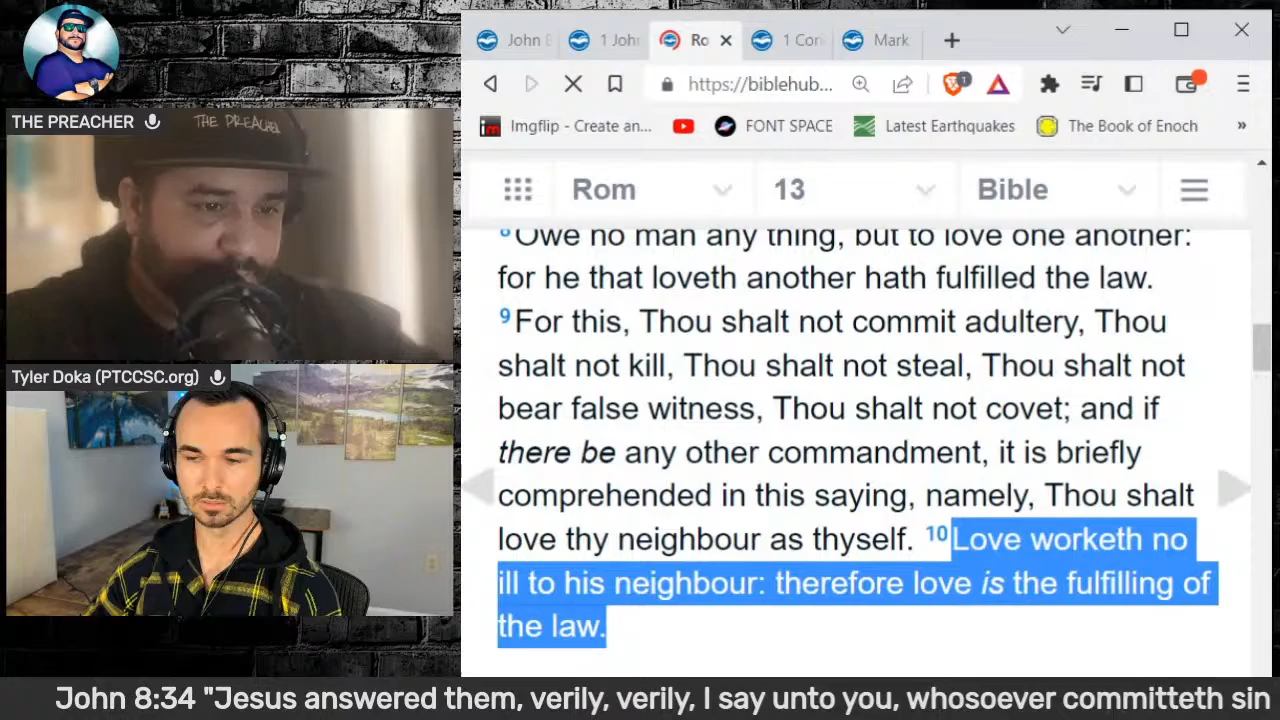 THE PREACHER
THE PREACHER
Tyler Doka (PTCCSC.org)
John
1 Joh
Ro
1 Cor
Mark
https://biblehub...
1
Imgflip - Create an...
FONT SPACE
Latest Earthquakes
The Book of Enoch
»
Rom
13
Bible
8 Owe no man any thing, but to love one another:
for he that loveth another hath fulfilled the law.
9 For this, Thou shalt not commit adultery, Thou
shalt not kill, Thou shalt not steal, Thou shalt not
bear false witness, Thou shalt not covet; and if
there be any other commandment, it is briefly
comprehended in this saying, namely, Thou shalt
love thy neighbour as thyself. 10 Love worketh no
ill to his neighbour: therefore love is the fulfilling of
the law.
John 8:34 "Jesus answered them, verily, verily, I say unto you, whosoever committeth sin